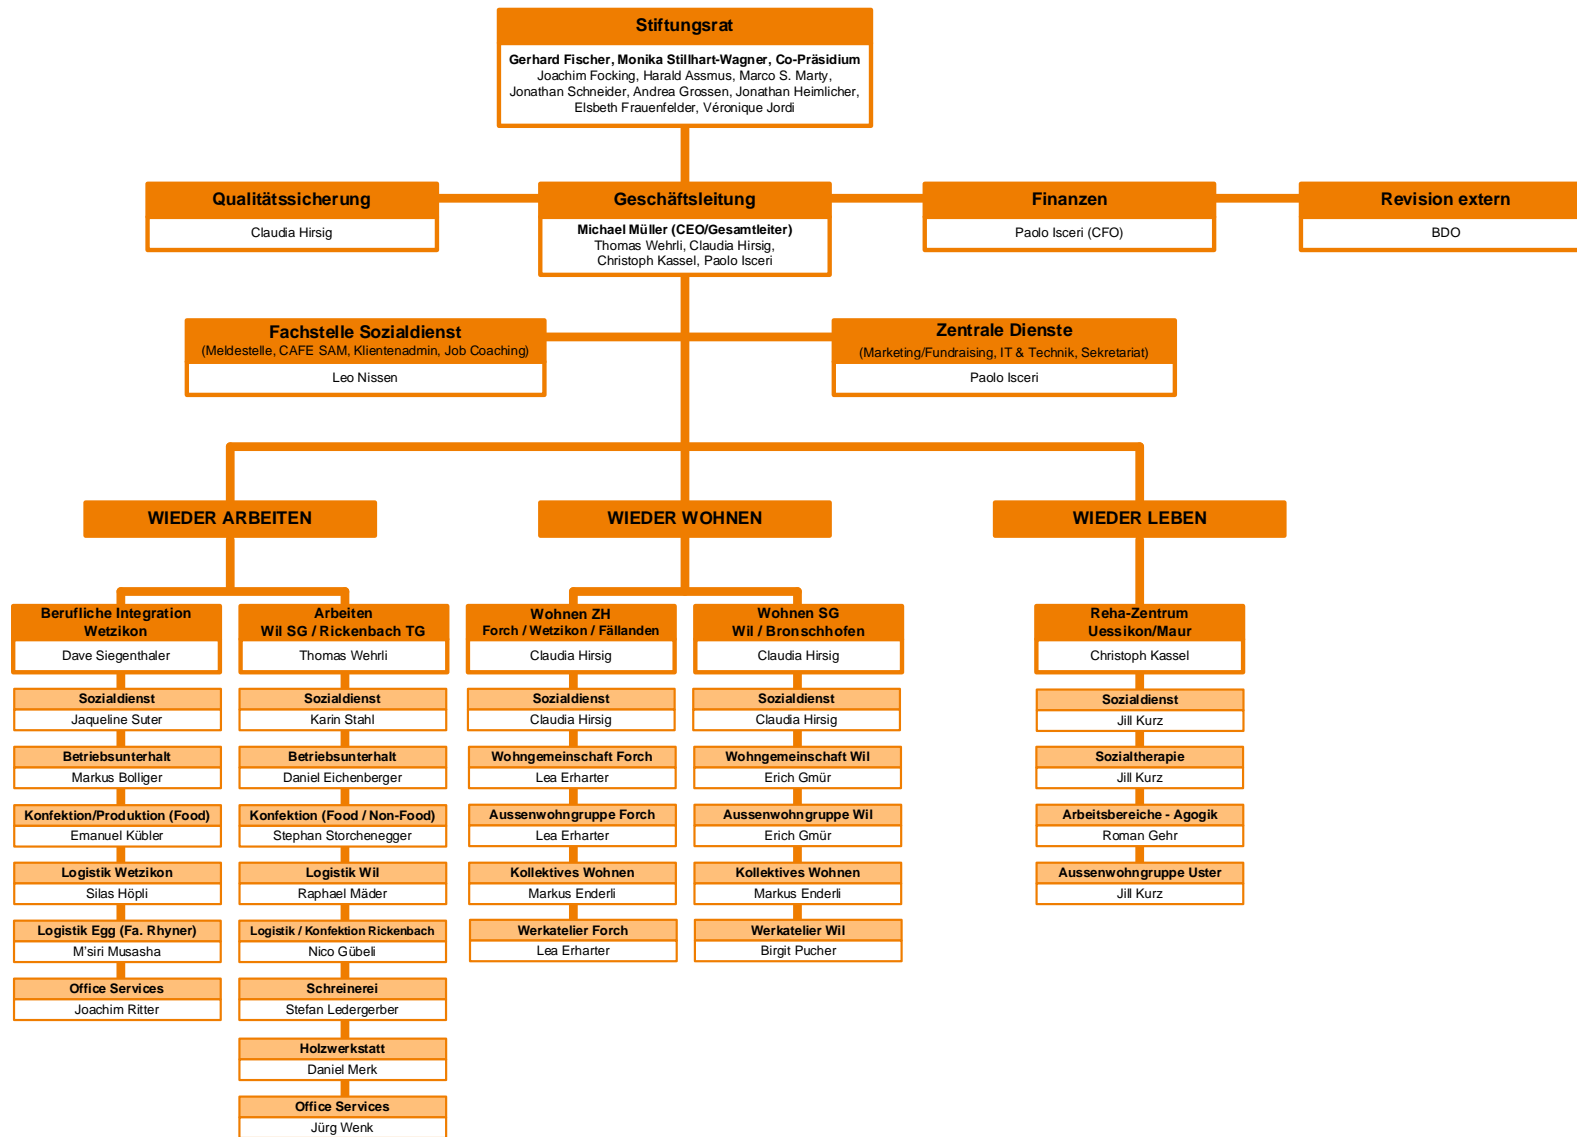 Stiftungsrat
Gerhard Fischer, Monika Stillhart-Wagner, Co-Präsidium
Joachim Focking, Harald Assmus, Marco S. Marty,
Jonathan Schneider, Andrea Grossen, Jonathan Heimlicher,
Elsbeth Frauenfelder, Véronique Jordi
Qualitätssicherung
Claudia Hirsig
Geschäftsleitung
Michael Müller (CEO/Gesamtleiter)
Thomas Wehrli, Claudia Hirsig,
Christoph Kassel, Paolo Isceri
Finanzen
Paolo Isceri (CFO)
Revision extern
BDO
Fachstelle Sozialdienst
(Meldestelle, CAFE SAM, Klientenadmin, Job Coaching)
Leo Nissen
Zentrale Dienste
(Marketing/Fundraising, IT & Technik, Sekretariat)
Paolo Isceri
WIEDER ARBEITEN
WIEDER WOHNEN
WIEDER LEBEN
Berufliche Integration
Wetzikon
Dave Siegenthaler
Sozialdienst
Jaqueline Suter
Betriebsunterhalt
Markus Bolliger
Konfektion/Produktion (Food)
Emanuel Kübler
Logistik Wetzikon
Silas Höpli
Logistik Egg (Fa. Rhyner)
M'siri Musasha
Office Services
Joachim Ritter
Arbeiten
Wil SG / Rickenbach TG
Thomas Wehrli
Sozialdienst
Karin Stahl
Betriebsunterhalt
Daniel Eichenberger
Konfektion (Food / Non-Food)
Stephan Storchenegger
Logistik Wil
Raphael Mäder
Logistik / Konfektion Rickenbach
Nico Gübeli
Schreinerei
Stefan Ledergerber
Holzwerkstatt
Daniel Merk
Office Services
Jürg Wenk
Wohnen ZH
Forch / Wetzikon / Fällanden
Claudia Hirsig
Sozialdienst
Claudia Hirsig
Wohngemeinschaft Forch
Lea Erharter
Aussenwohngruppe Forch
Lea Erharter
Kollektives Wohnen
Markus Enderli
Werkatelier Forch
Lea Erharter
Wohnen SG
Wil / Bronschhofen
Claudia Hirsig
Sozialdienst
Claudia Hirsig
Wohngemeinschaft Wil
Erich Gmür
Aussenwohngruppe Wil
Erich Gmür
Kollektives Wohnen
Markus Enderli
Werkatelier Wil
Birgit Pucher
Reha-Zentrum
Uessikon/Maur
Christoph Kassel
Sozialdienst
Jill Kurz
Sozialtherapie
Jill Kurz
Arbeitsbereiche - Agogik
Roman Gehr
Aussenwohngruppe Uster
Jill Kurz